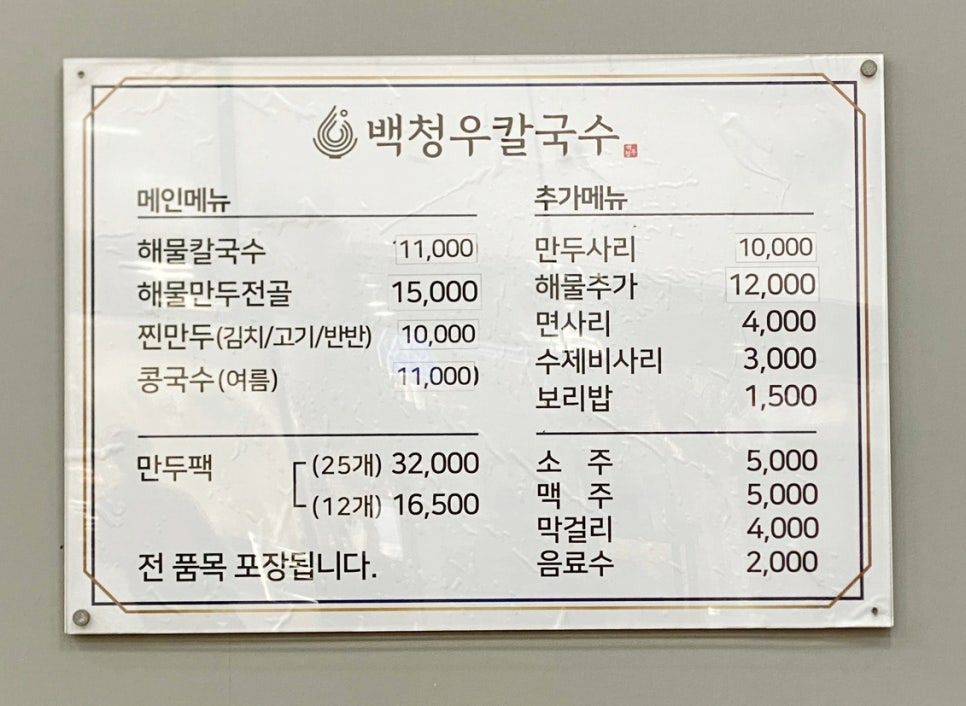 백청우칼국수
메인메뉴
해물칼국수 11,000
해물만두전골 15,000
찐만두(김치/고기/반반) 10,000
콩국수(여름) 11,000
만두팩 (25개) 32,000
(12개) 16,500
전 품목 포장됩니다.
추가메뉴
만두사리 10,000
해물추가 12,000
면사리 4,000
수제비사리 3,000
보리밥 1,500
소 주 5,000
맥 주 5,000
막걸리 4,000
음료수 2,000